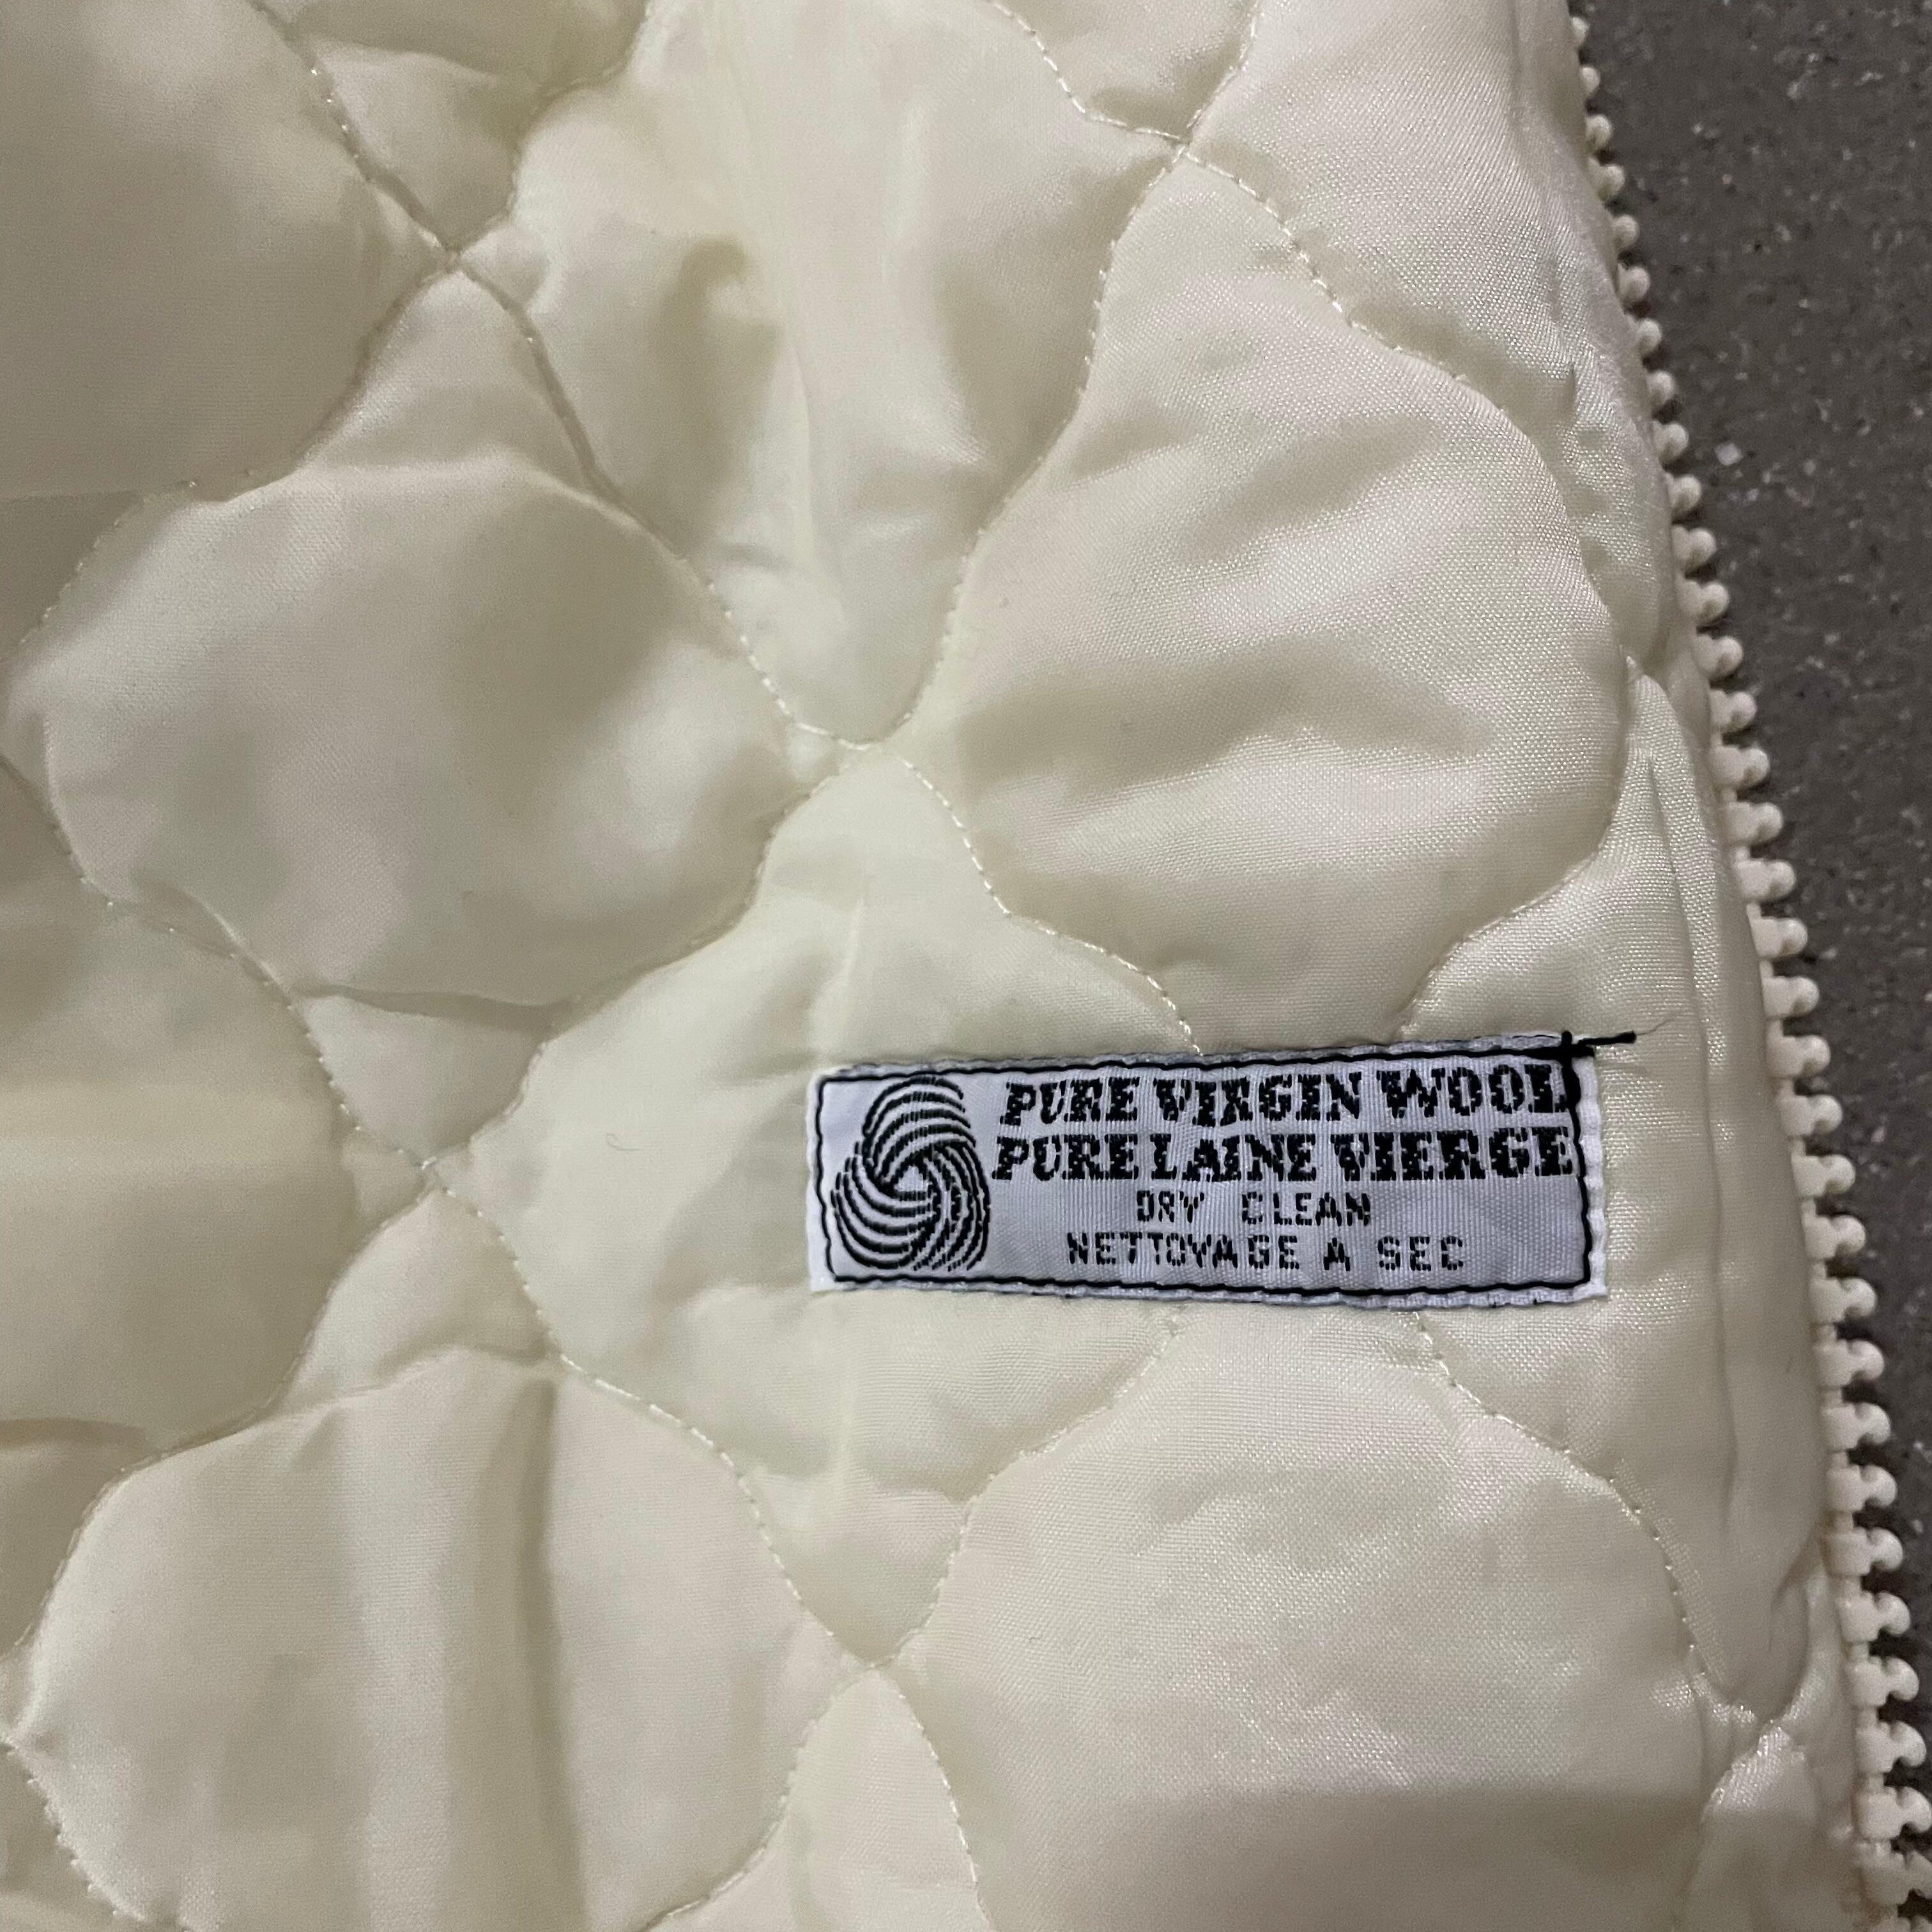 PURE VIRGIN WOOL
PURE LAINE VIERGE
DRY CLEAN
NETTOYAGE A SEC